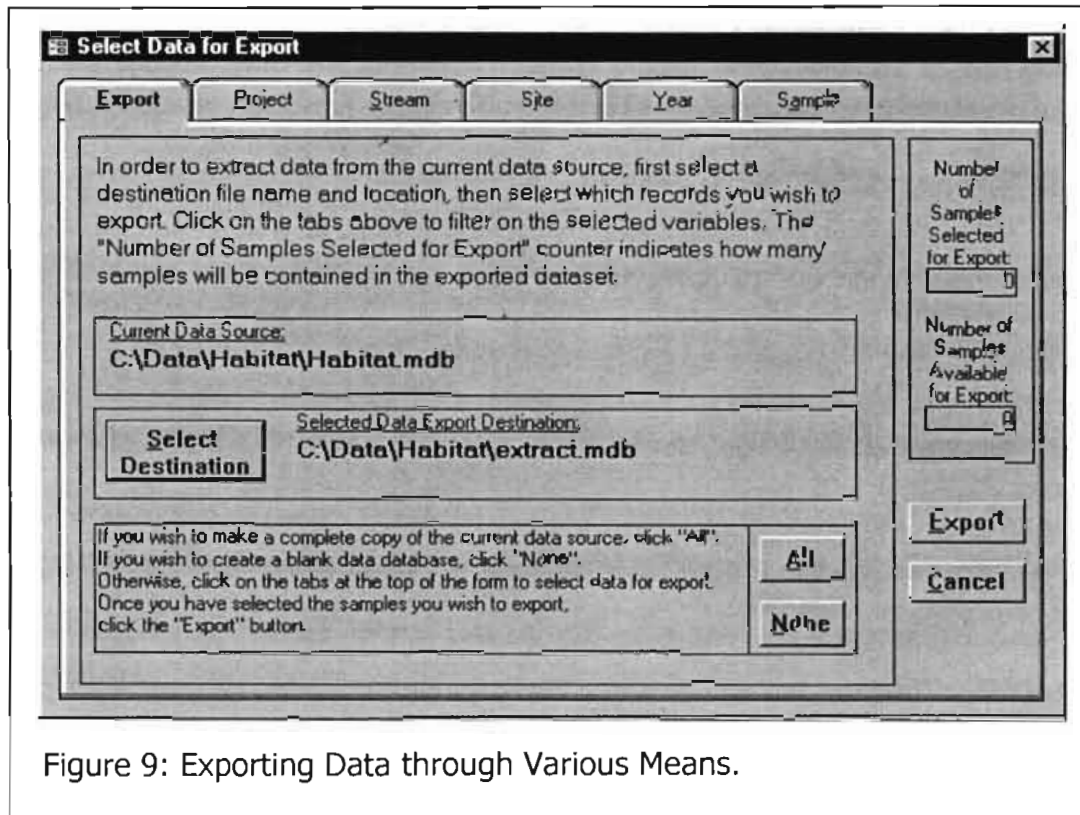 Select Data for Export
Export Project Stream Site Year Sample
In order to extract data from the current data source, first select a
destination file name and location, then select which records you wish to
export. Click on the tabs above to filter on the selected variables. The
"Number of Samples Selected for Export" counter indicates how many
samples will be contained in the exported dataset.
Number
of
Samples
Selected
for Export:
Number of
Samples
Available
for Export:
Current Data Source:
C:\Data\Habitat\Habitat.mdb
Select
Destination
Selected Data Export Destination:
C:\Data\Habitat\extract.mdb
If you wish to make a complete copy of the current data source, click "All".
If you wish to create a blank data database, click "None".
Otherwise, click on the tabs at the top of the form to select data for export.
Once you have selected the samples you wish to export,
click the "Export" button.
All
None
Export
Cancel
Figure 9: Exporting Data through Various Means.